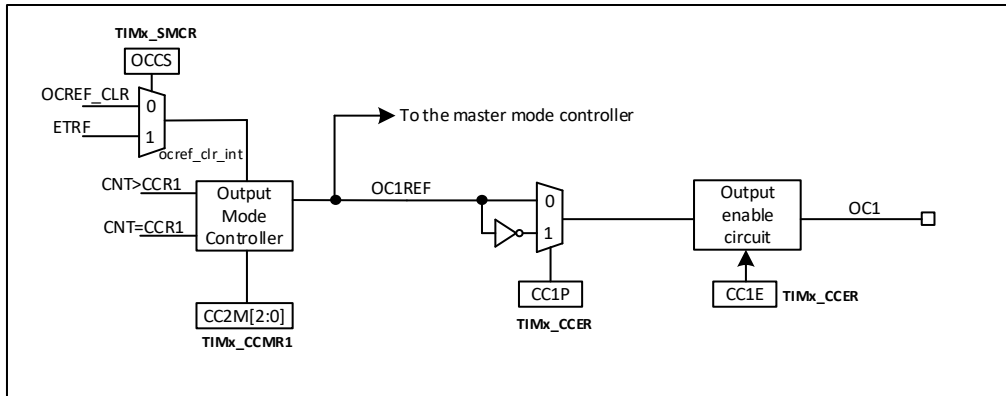 TIMx_SMCR
OCCS
OCREF_CLR
0
ETRF
1
ocref_clr_int
To the master mode controller
CNT>CCR1
CNT=CCR1
Output
Mode
Controller
OC1REF
0
1
Output
enable
circuit
OC1
CC2M[2:0]
TIMx_CCMR1
CC1P
TIMx_CCER
CC1E
TIMx_CCER